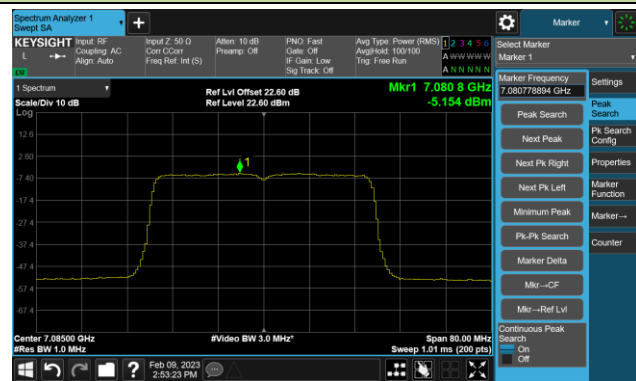 Spectrum Analyzer 1
Swept SA
+
Marker
KEYSIGHT
L
LW
Input: RF
Coupling: AC
Align: Auto
Input Z: 50 Ω
Corr CCorr
Freq Ref: Int (S)
Atten: 10 dB
Preamp: Off
PNO: Fast
Gate: Off
IF Gain: Low
Sig Track: Off
Avg Type: Power (RMS)
Avg|Hold: 100/100
Trig: Free Run
1 2 3 4 5 6
A W W W W W
A N N N N N
Select Marker
Marker 1
1 Spectrum
Scale/Div 10 dB
Log
Ref Lvl Offset 22.60 dB
Ref Level 22.60 dBm
Mkr1 7.080 8 GHz
-5.154 dBm
12.6
2.60
-7.40
-17.4
-27.4
-37.4
-47.4
-57.4
-67.4
1
Center 7.08500 GHz
#Res BW 1.0 MHz
#Video BW 3.0 MHz*
Span 80.00 MHz
Sweep 1.01 ms (200 pts)
Marker Frequency
7.080778894 GHz
Peak Search
Next Peak
Next Pk Right
Next Pk Left
Minimum Peak
Pk-Pk Search
Marker Delta
Mkr→CF
Mkr→Ref Lvl
Continuous Peak
Search
On
Off
Settings
Peak
Search
Pk Search
Config
Properties
Marker
Function
Marker→
Counter
?
Feb 09, 2023
2:53:23 PM